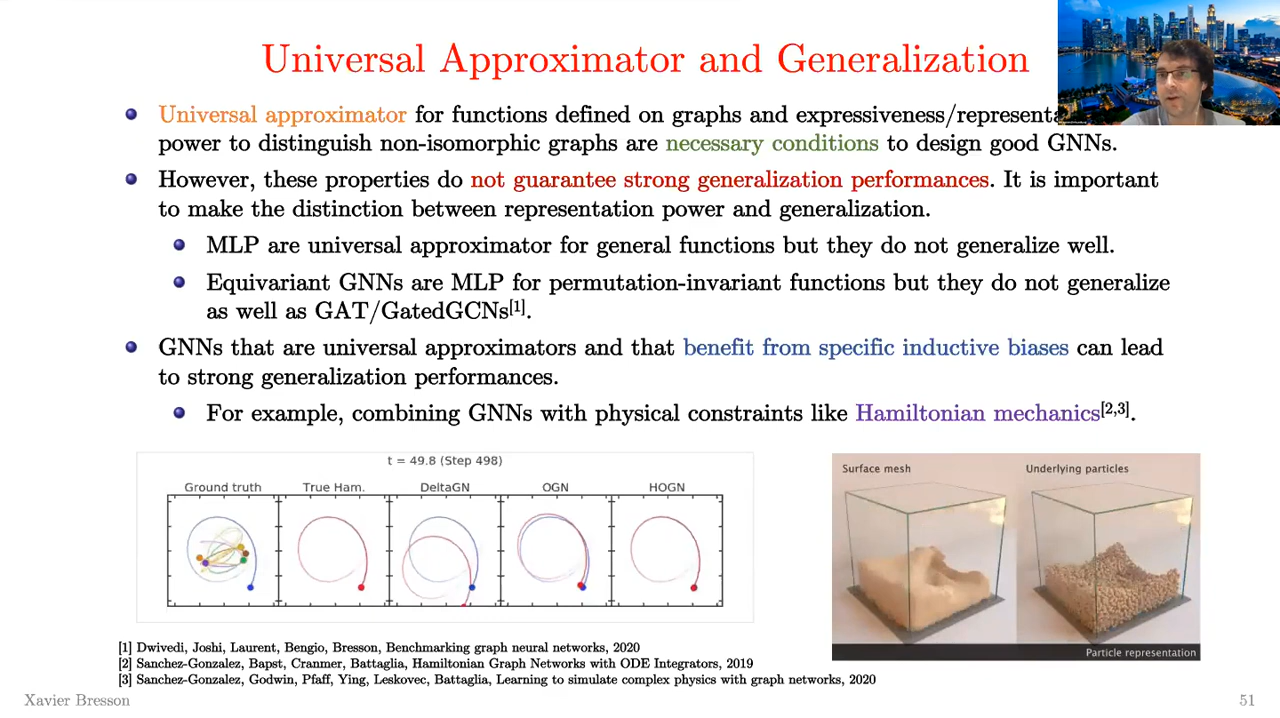 Universal Approximator and Generalization
Universal approximator for functions defined on graphs and expressiveness/representa
power to distinguish non-isomorphic graphs are necessary conditions to design good GNNs.
However, these properties do not guarantee strong generalization performances. It is important
to make the distinction between representation power and generalization.
MLP are universal approximator for general functions but they do not generalize well.
Equivariant GNNs are MLP for permutation-invariant functions but they do not generalize
as well as GAT/GatedGCNs[1].
GNNs that are universal approximators and that benefit from specific inductive biases can lead
to strong generalization performances.
For example, combining GNNs with physical constraints like Hamiltonian mechanics[2,3].
t = 49.8 (Step 498)
Ground truth True Ham. DeltaGN OGN HOGN
Surface mesh Underlying particles
Particle representation
[1] Dwivedi, Joshi, Laurent, Bengio, Bresson, Benchmarking graph neural networks, 2020
[2] Sanchez-Gonzalez, Bapst, Cranmer, Battaglia, Hamiltonian Graph Networks with ODE Integrators, 2019
[3] Sanchez-Gonzalez, Godwin, Pfaff, Ying, Leskovec, Battaglia, Learning to simulate complex physics with graph networks, 2020
Xavier Bresson 51